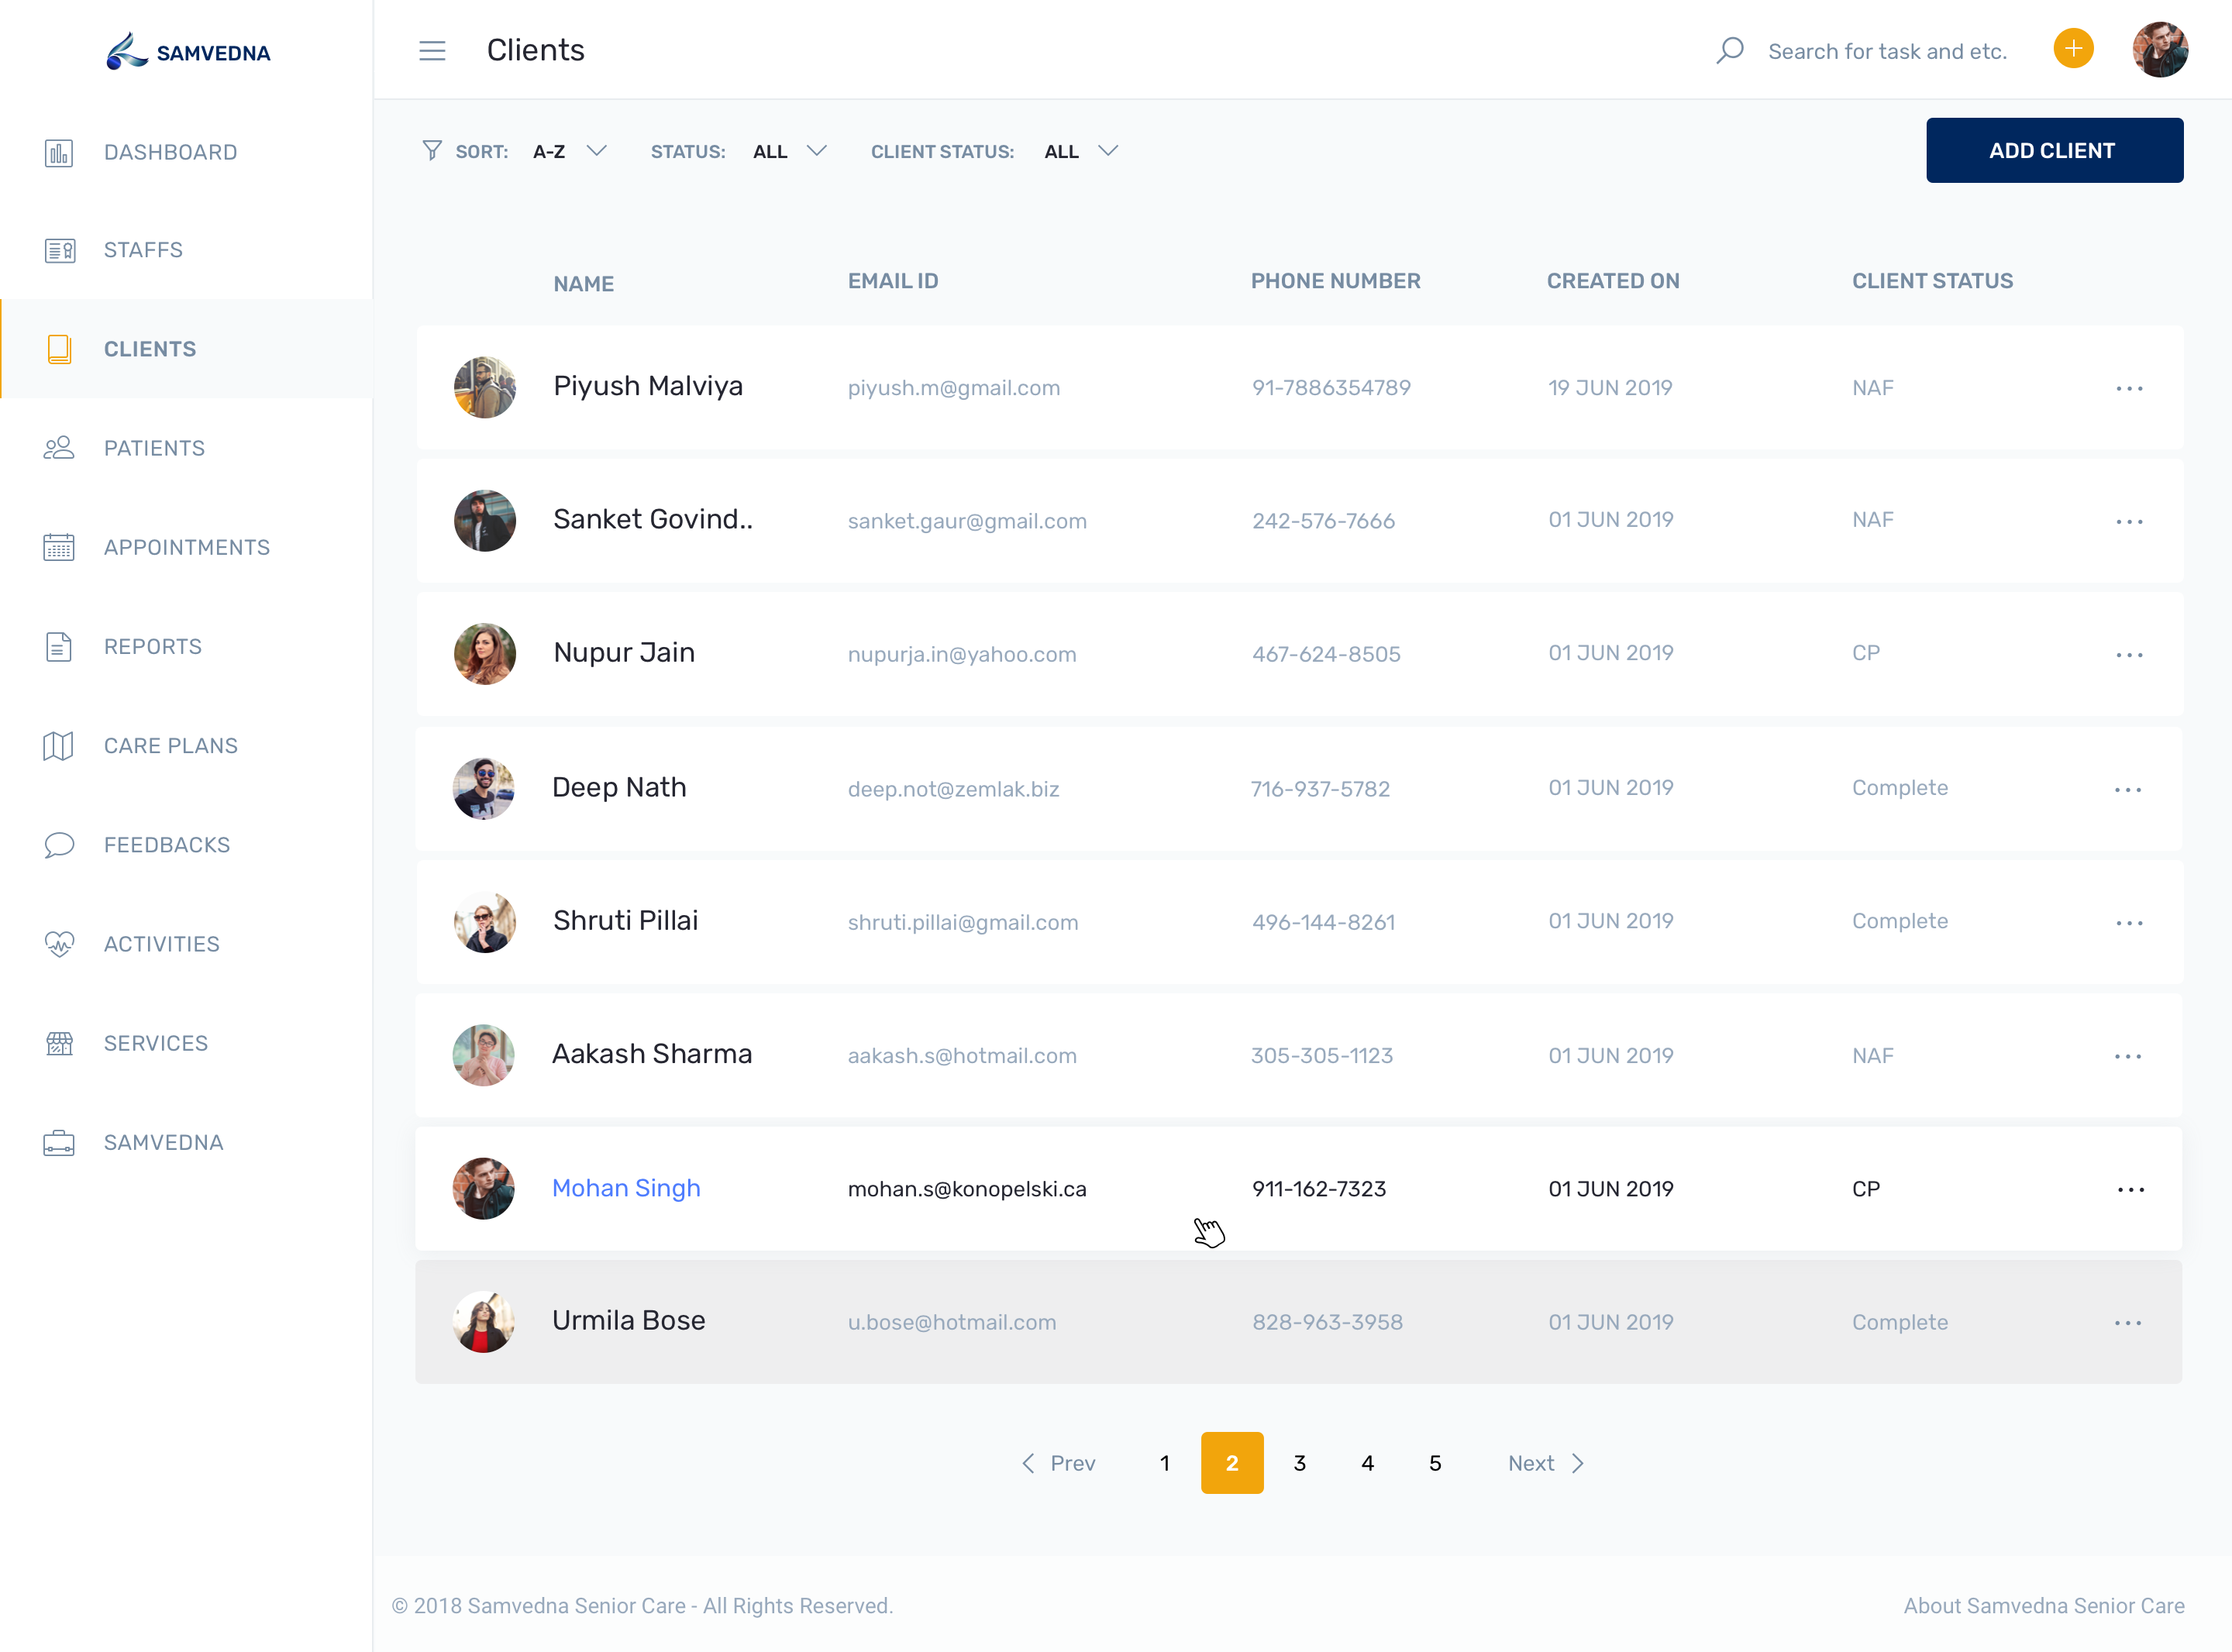 SAMVEDNA
Clients
Search for task and etc.
DASHBOARD
STAFFS
CLIENTS
PATIENTS
APPOINTMENTS
REPORTS
CARE PLANS
FEEDBACKS
ACTIVITIES
SERVICES
SAMVEDNA
SORT: A-Z STATUS: ALL CLIENT STATUS: ALL ADD CLIENT
NAME EMAIL ID PHONE NUMBER CREATED ON CLIENT STATUS
Piyush Malviya piyush.m@gmail.com 91-7886354789 19 JUN 2019 NAF
Sanket Govind.. sanket.gaur@gmail.com 242-576-7666 01 JUN 2019 NAF
Nupur Jain nupurja.in@yahoo.com 467-624-8505 01 JUN 2019 CP
Deep Nath deep.not@zemlak.biz 716-937-5782 01 JUN 2019 Complete
Shruti Pillai shruti.pillai@gmail.com 496-144-8261 01 JUN 2019 Complete
Aakash Sharma aakash.s@hotmail.com 305-305-1123 01 JUN 2019 NAF
Mohan Singh mohan.s@konopelski.ca 911-162-7323 01 JUN 2019 CP
Urmila Bose u.bose@hotmail.com 828-963-3958 01 JUN 2019 Complete
Prev 1 2 3 4 5 Next
© 2018 Samvedna Senior Care - All Rights Reserved. About Samvedna Senior Care